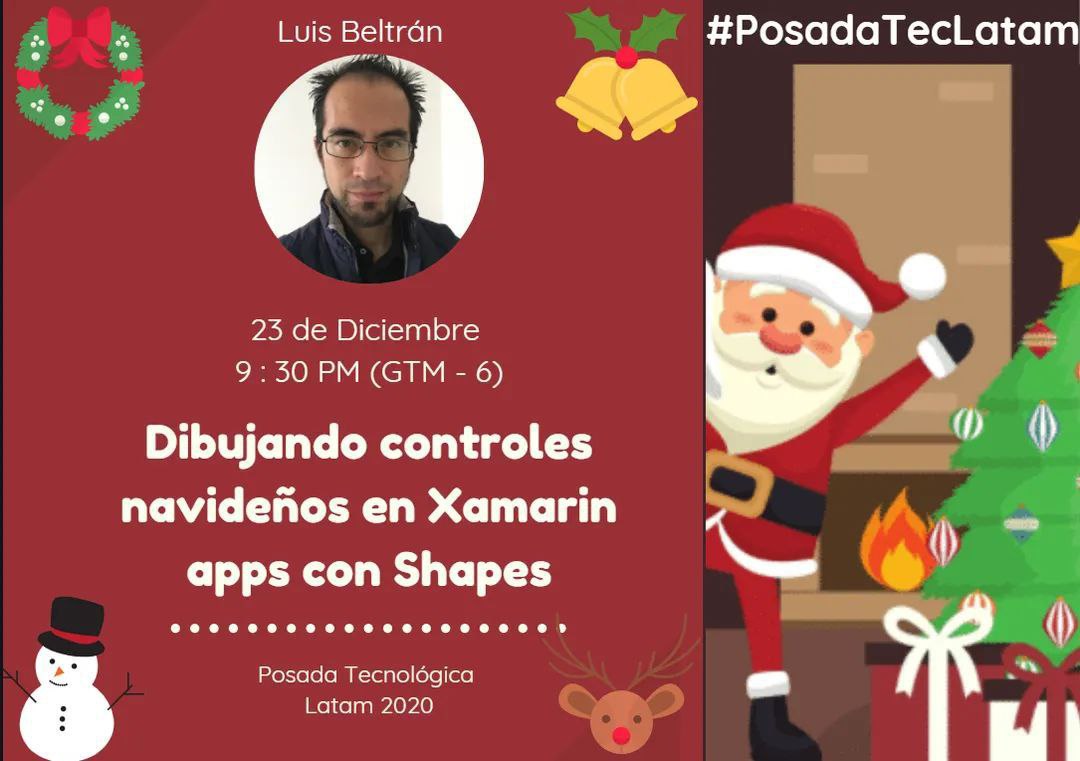 Luis Beltrán
#PosadaTecLatam
23 de Diciembre
9 : 30 PM (GTM - 6)
Dibujando controles
navideños en Xamarin
apps con Shapes
Posada Tecnológica
Latam 2020